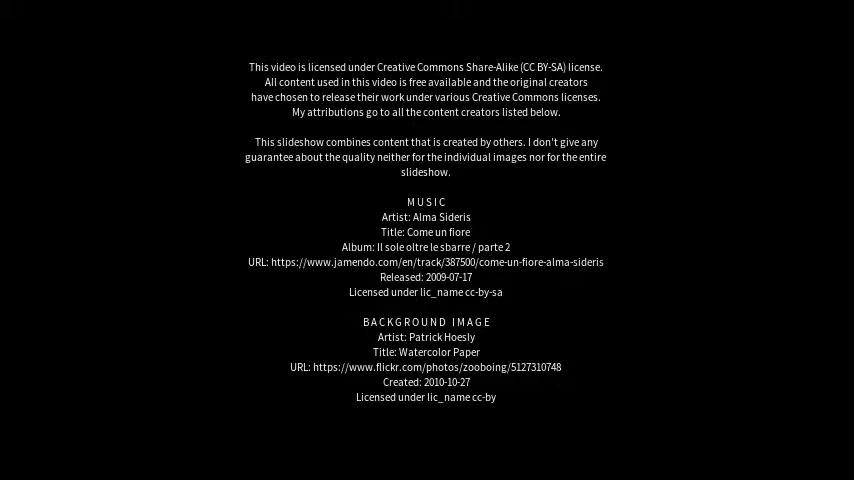 This video is licensed under Creative Commons Share-Alike (CC BY-SA) license.
All content used in this video is free available and the original creators
have chosen to release their work under various Creative Commons licenses.
My attributions go to all the content creators listed below.
This slideshow combines content that is created by others. I don't give any
guarantee about the quality neither for the individual images nor for the entire
slideshow.
MUSIC
Artist: Alma Sideris
Title: Come un fiore
Album: Il sole oltre le sbarre / parte 2
URL: https://www.jamendo.com/en/track/387500/come-un-fiore-alma-sideris
Released: 2009-07-17
Licensed under lic_name cc-by-sa
BACKGROUND IMAGE
Artist: Patrick Hoesly
Title: Watercolor Paper
URL: https://www.flickr.com/photos/zooboing/5127310748
Created: 2010-10-27
Licensed under lic_name cc-by